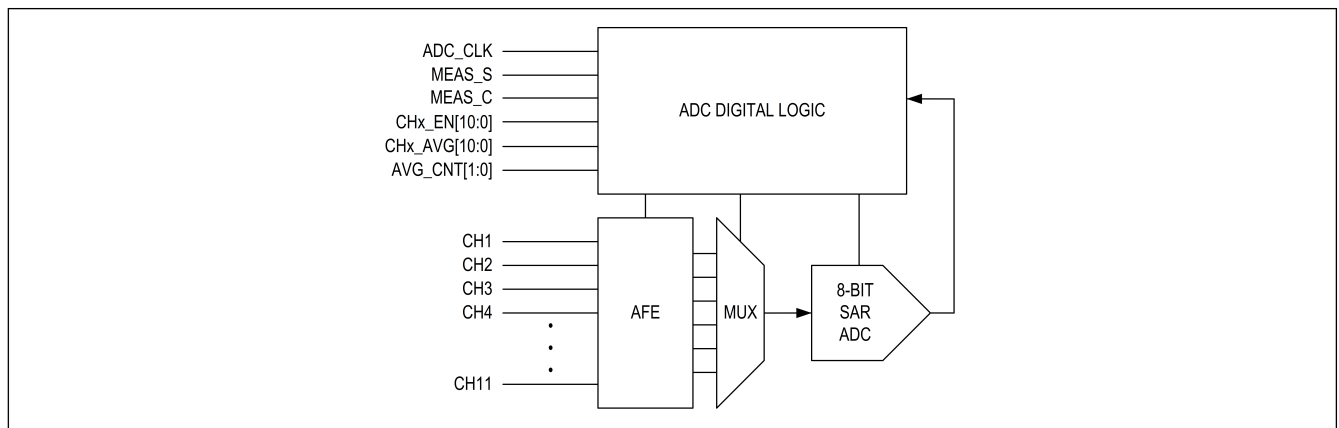 ADC_CLK
MEAS_S
MEAS_C
CHx_EN[10:0]
CHx_AVG[10:0]
AVG_CNT[1:0]
ADC DIGITAL LOGIC
CH1
CH2
CH3
CH4
CH11
AFE
MUX
8-BIT
SAR
ADC